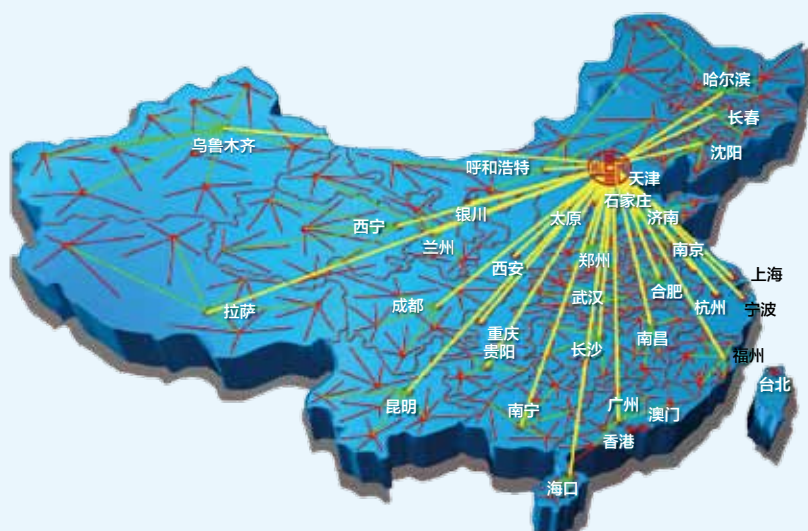 哈尔滨
长春
乌鲁木齐
沈阳
呼和浩特
天津
石家庄
银川
太原
济南
西宁
兰州
南京
西安
郑州
上海
合肥
武汉
成都
杭州
宁波
拉萨
重庆
南昌
贵阳
长沙
福州
台北
昆明
南宁
广州
澳门
香港
海口